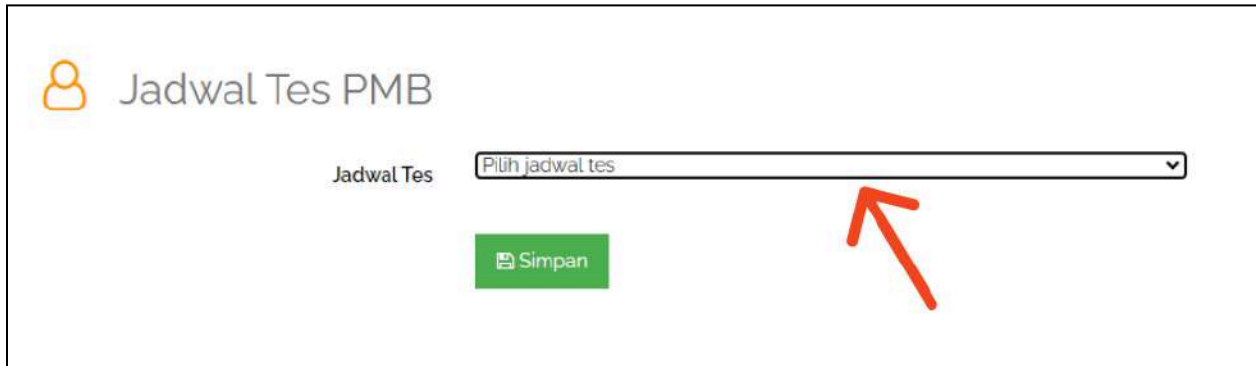 Jadwal Tes PMB
Jadwal Tes
Pilih jadwal tes
Simpan